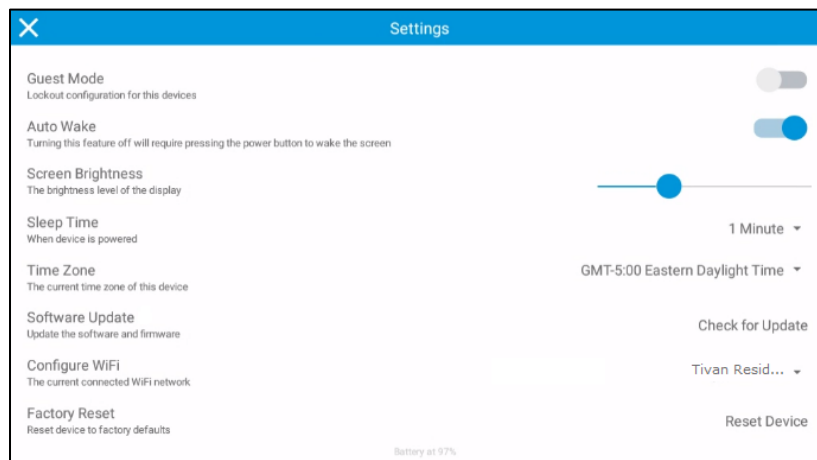 Settings
Guest Mode
Lockout configuration for this devices
Auto Wake
Turning this feature off will require pressing the power button to wake the screen
Screen Brightness
The brightness level of the display
Sleep Time
When device is powered
1 Minute
Time Zone
The current time zone of this device
GMT-5:00 Eastern Daylight Time
Software Update
Update the software and firmware
Check for Update
Configure WiFi
The current connected WiFi network
Tivan Resid...
Factory Reset
Reset device to factory defaults
Reset Device
Battery at 97%